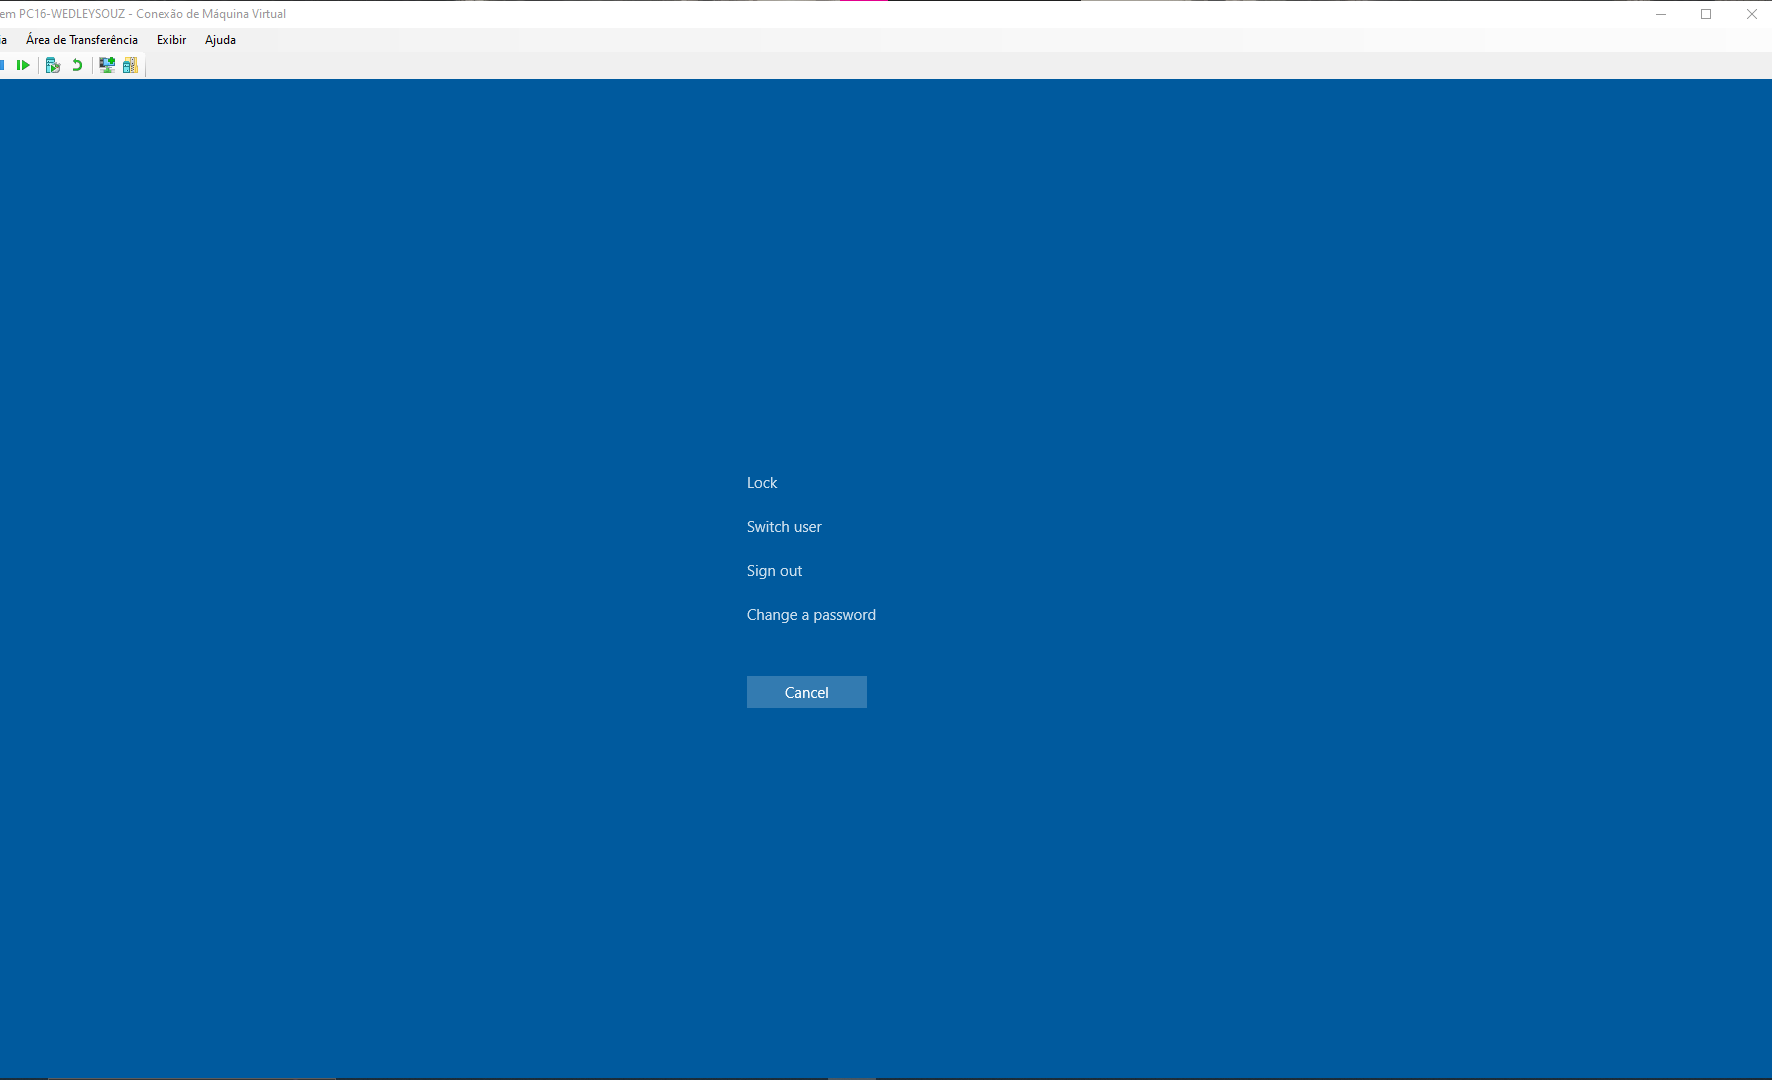 em PC16-WEDLEYSOUZ - Conexão de Máquina Virtual
ia Área de Transferência Exibir Ajuda
Lock
Switch user
Sign out
Change a password
Cancel